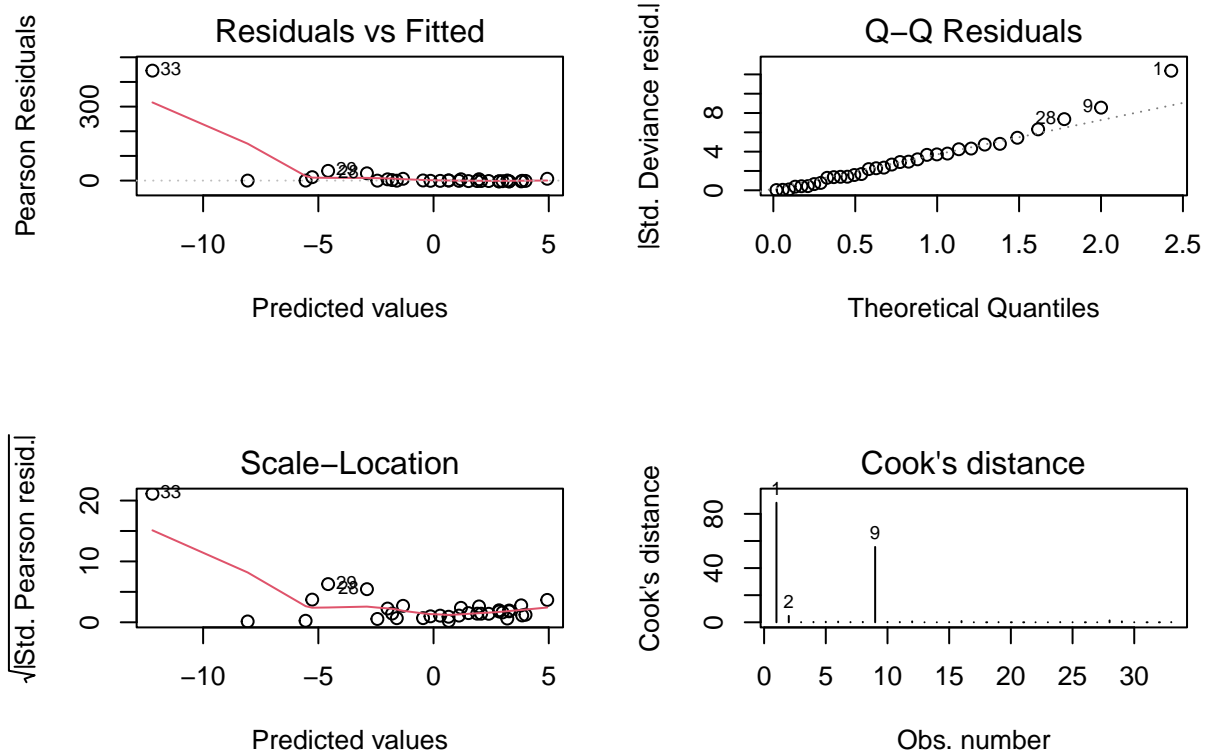 Residuals vs Fitted
Pearson Residuals
300
0
33
29
28
−10 −5 0 5
Predicted values
Q−Q Residuals
|Std. Deviance resid.|
8
4
0
1
9
28
0.0 0.5 1.0 1.5 2.0 2.5
Theoretical Quantiles
Scale−Location
√|Std. Pearson resid.|
20
10
0
33
29
28
−10 −5 0 5
Predicted values
Cook's distance
Cook's distance
80
40
0
1
2
9
0 5 10 15 20 25 30
Obs. number